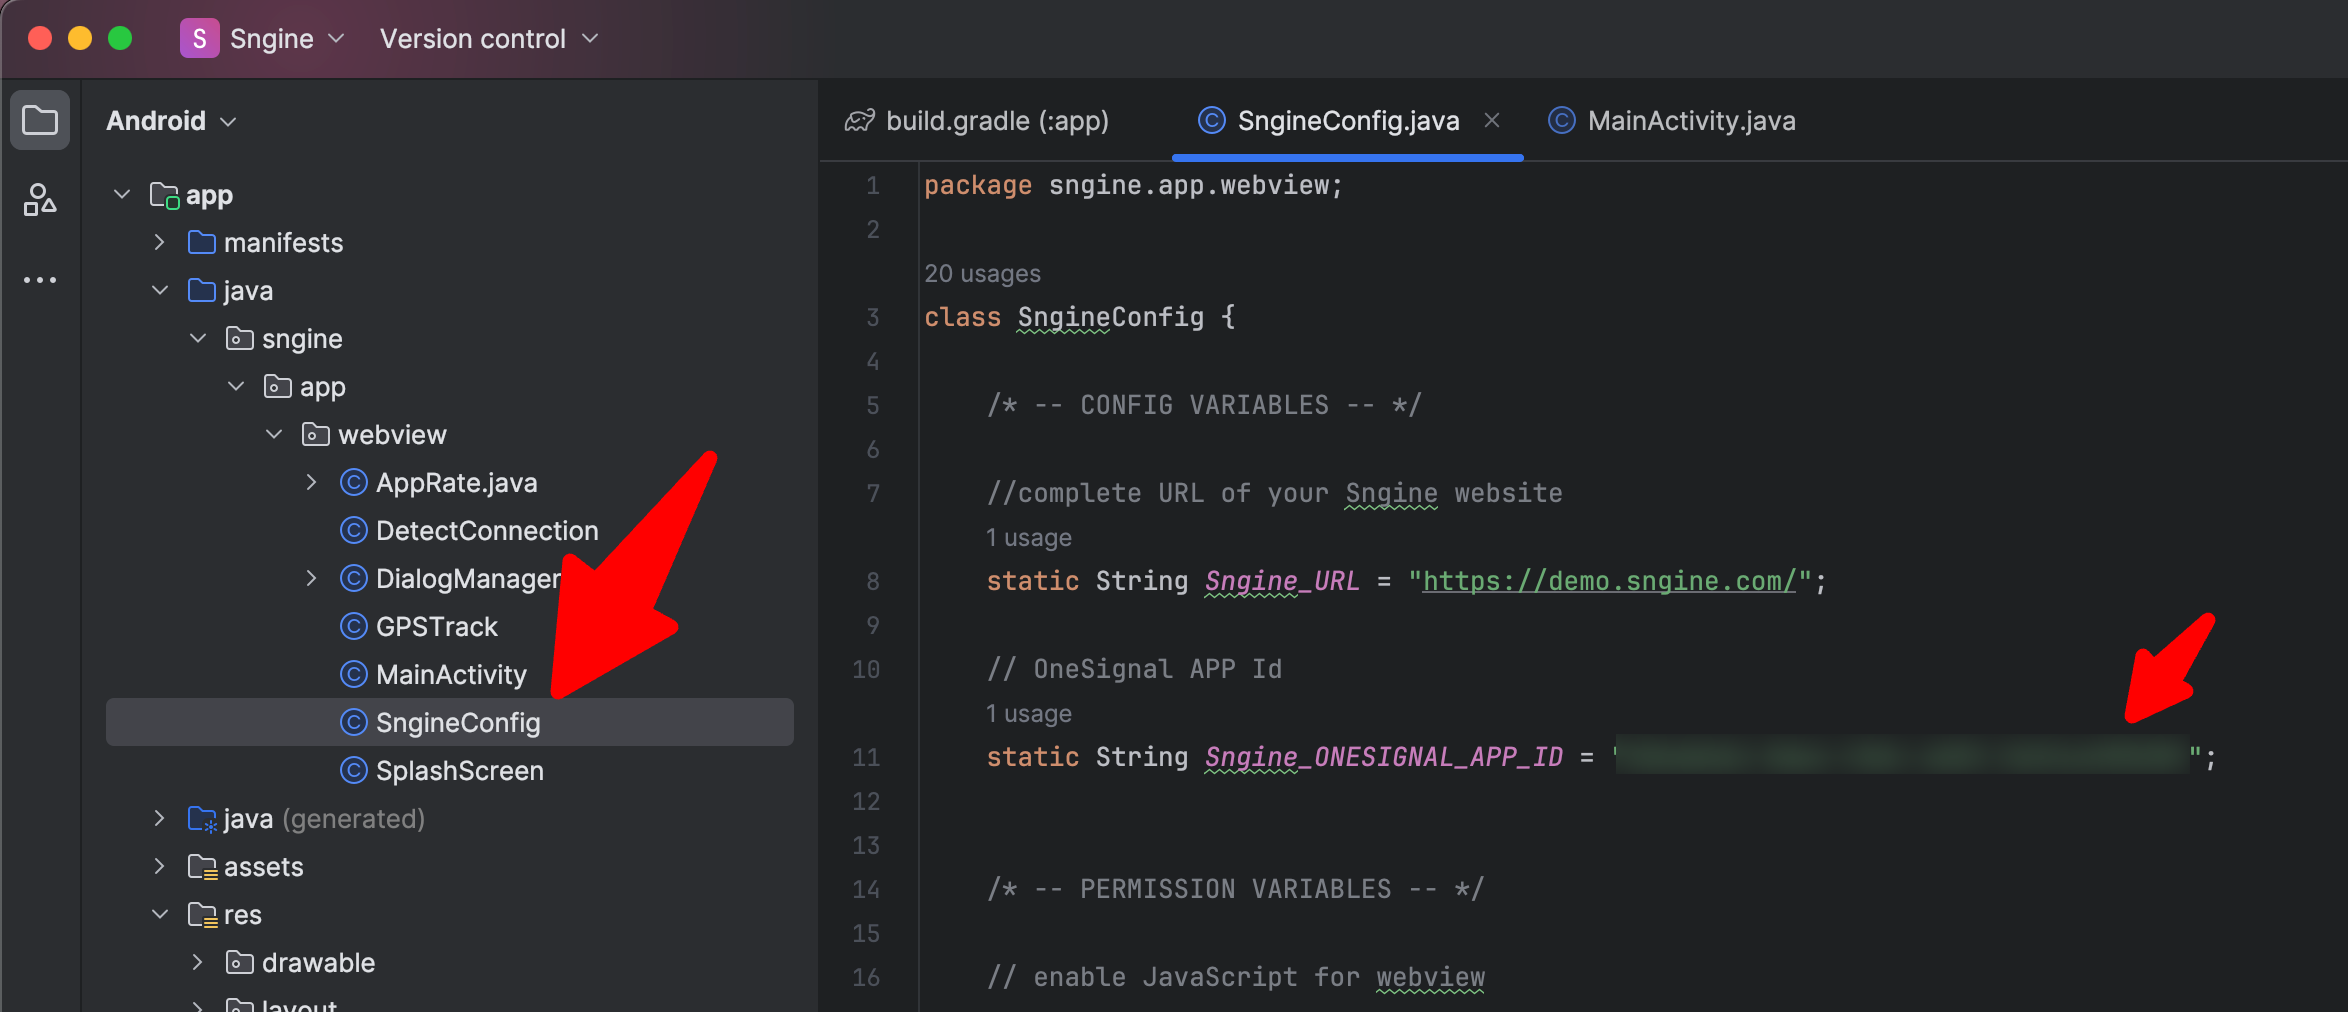 S Sngine Version control
Android
app
manifests
java
sngine
app
webview
AppRate.java
DetectConnection
DialogManager
GPSTrack
MainActivity
SngineConfig
SplashScreen
java (generated)
assets
res
drawable
layout
build.gradle (:app) SngineConfig.java MainActivity.java
1 package sngine.app.webview;
2
20 usages
3 class SngineConfig {
4
5 /* -- CONFIG VARIABLES -- */
6
7 //complete URL of your Sngine website
1 usage
8 static String Sngine_URL = "https://demo.sngine.com/";
9
10 // OneSignal APP Id
1 usage
11 static String Sngine_ONESIGNAL_APP_ID = "";
12
13
14 /* -- PERMISSION VARIABLES -- */
15
16 // enable JavaScript for webview